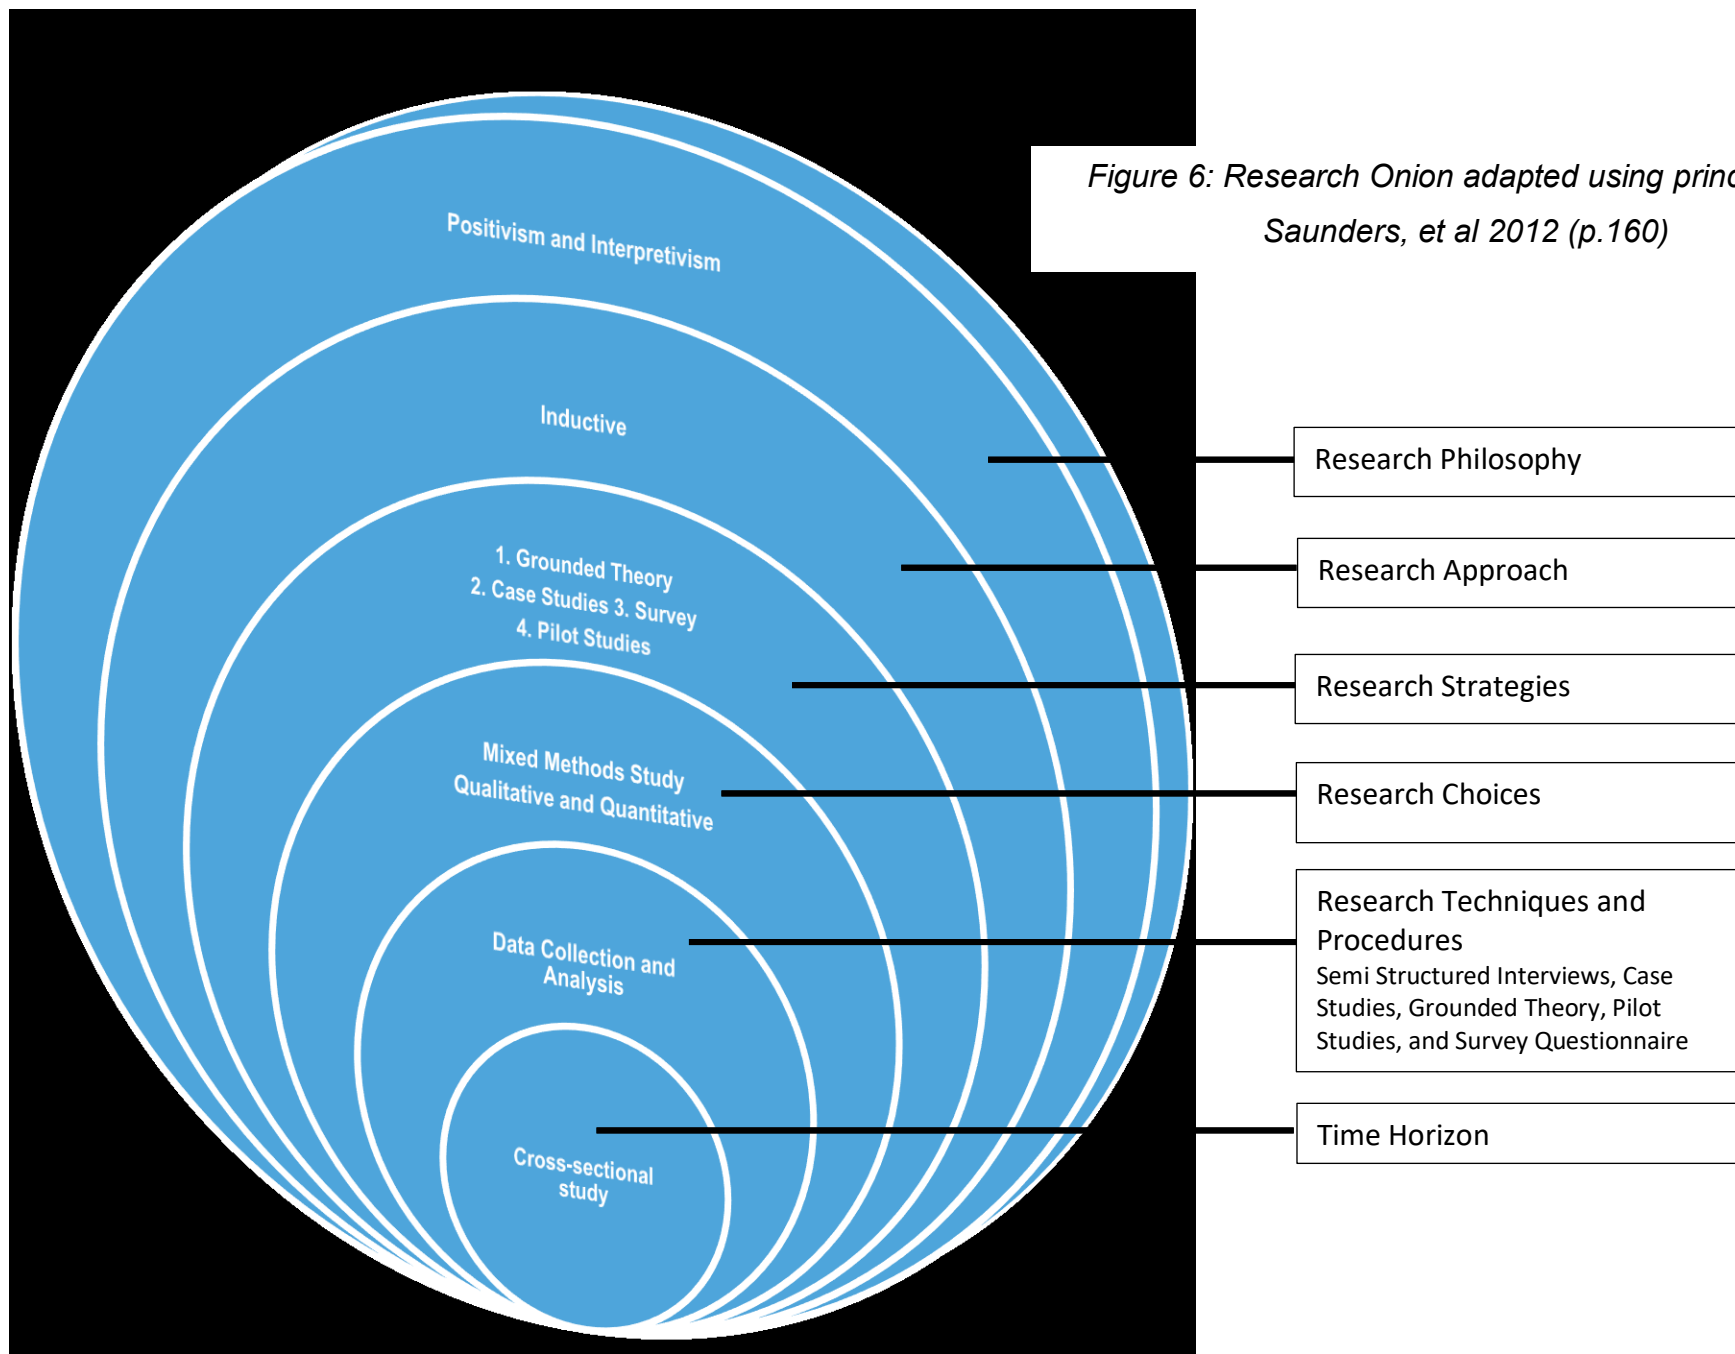 Figure 6: Research Onion adapted using
Saunders, et al 2012 (p.160)
Positivism and Interpretivism
Inductive
1. Grounded Theory
2. Case Studies 3. Survey
4. Pilot Studies
Mixed Methods Study
Qualitative and Quantitative
Data Collection and
Analysis
Cross-sectional
study
Research Philosophy
Research Approach
Research Strategies
Research Choices
Research Techniques and
Procedures
Semi Structured Interviews, Case
Studies, Grounded Theory, Pilot
Studies, and Survey Questionnaire
Time Horizon